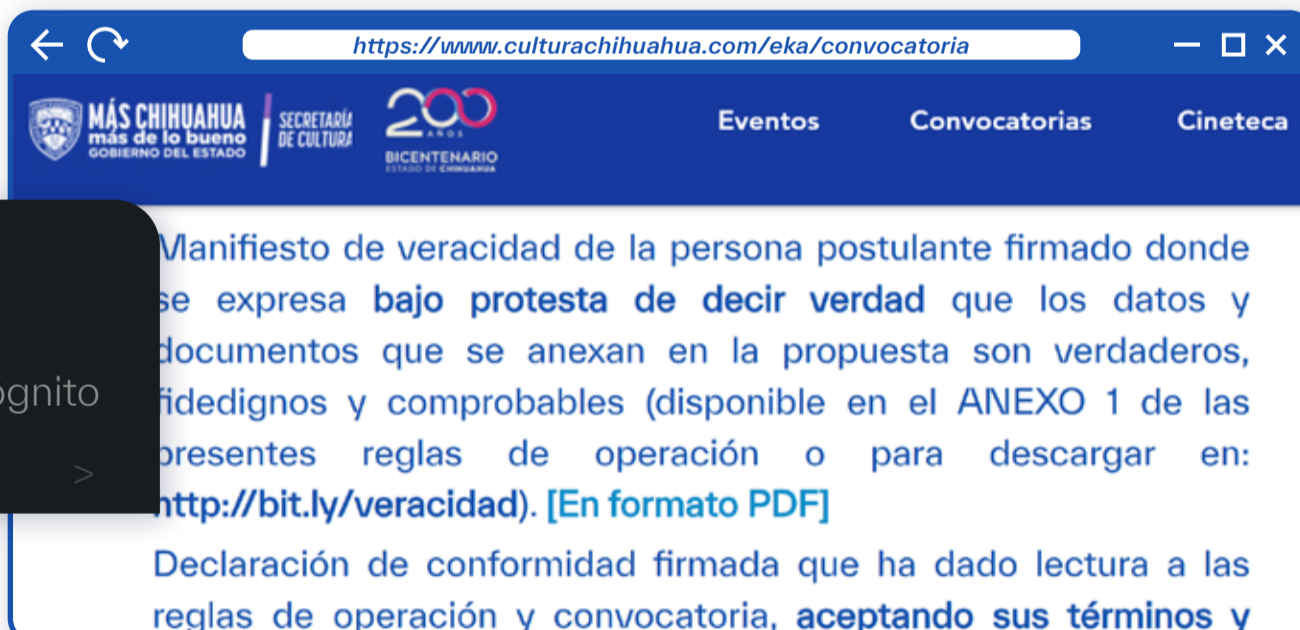 https://www.culturachihuahua.com/eka/convocatoria
MÁS CHIHUAHUA
más de lo bueno
GOBIERNO DEL ESTADO
SECRETARÍA
DE CULTURA
200
AÑOS
BICENTENARIO
ESTADO DE CHIHUAHUA
Eventos Convocatorias Cineteca
Manifiesto de veracidad de la persona postulante firmado donde
se expresa bajo protesta de decir verdad que los datos y
documentos que se anexan en la propuesta son verdaderos,
ógnito
fidedignos y comprobables (disponible en el ANEXO 1 de las
presentes reglas de operación o para descargar en:
>
http://bit.ly/veracidad). [En formato PDF]
Declaración de conformidad firmada que ha dado lectura a las
reglas de operación y convocatoria, aceptando sus términos y